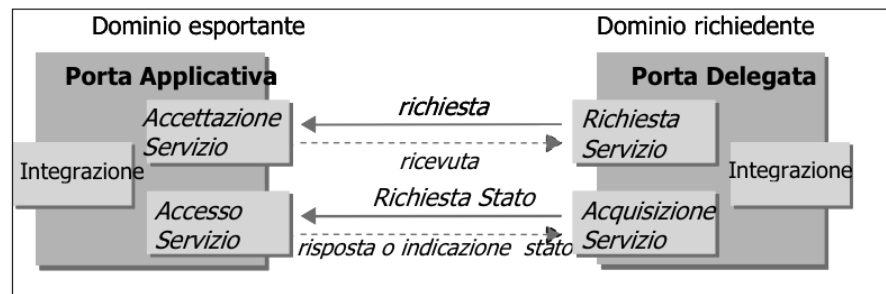 Dominio esportante
Dominio richiedente
Porta Applicativa
Porta Delegata
Accettazione
Servizio
richiesta
ricevuta
Richiesta
Servizio
Integrazione
Integrazione
Accesso
Servizio
Richiesta Stato
risposta o indicazione stato
Acquisizione
Servizio